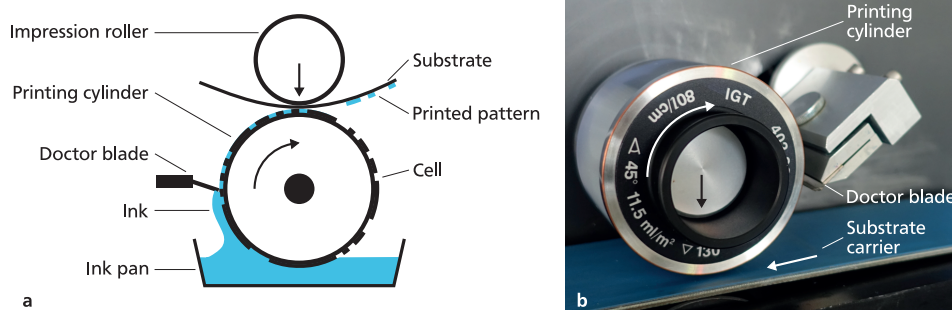 Impression roller
Printing cylinder
Doctor blade
Ink
Ink pan
Substrate
Printed pattern
Cell
a
Printing
cylinder
IGT
80l/cm
45°
11.5 ml/m²
130
Doctor blade
Substrate
carrier
b